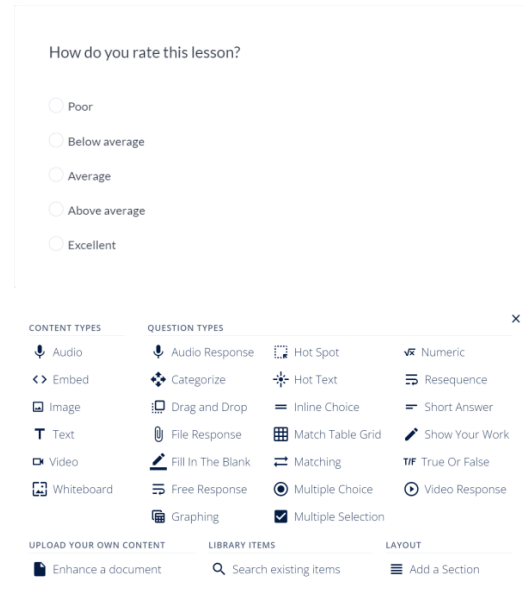 How do you rate this lesson?
Poor
Below average
Average
Above average
Excellent
CONTENT TYPES
Audio
Embed
Image
Text
Video
Whiteboard
QUESTION TYPES
Audio Response
Categorize
Drag and Drop
File Response
Fill In The Blank
Free Response
Graphing
Hot Spot
Hot Text
Inline Choice
Match Table Grid
Matching
Multiple Choice
Multiple Selection
Numeric
Resequence
Short Answer
Show Your Work
T/F True Or False
Video Response
UPLOAD YOUR OWN CONTENT
Enhance a document
LIBRARY ITEMS
Search existing items
LAYOUT
Add a Section